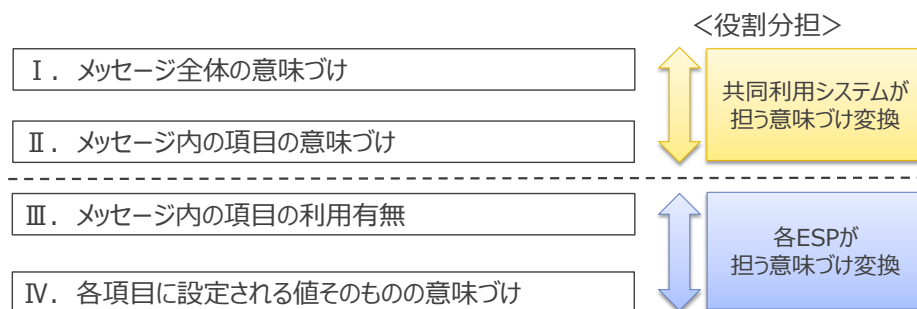 ＜役割分担＞
Ⅰ．メッセージ全体の意味づけ
共同利用システムが
担う意味づけ変換
Ⅱ．メッセージ内の項目の意味づけ
Ⅲ．メッセージ内の項目の利用有無
各ESPが
担う意味づけ変換
Ⅳ．各項目に設定される値そのものの意味づけ